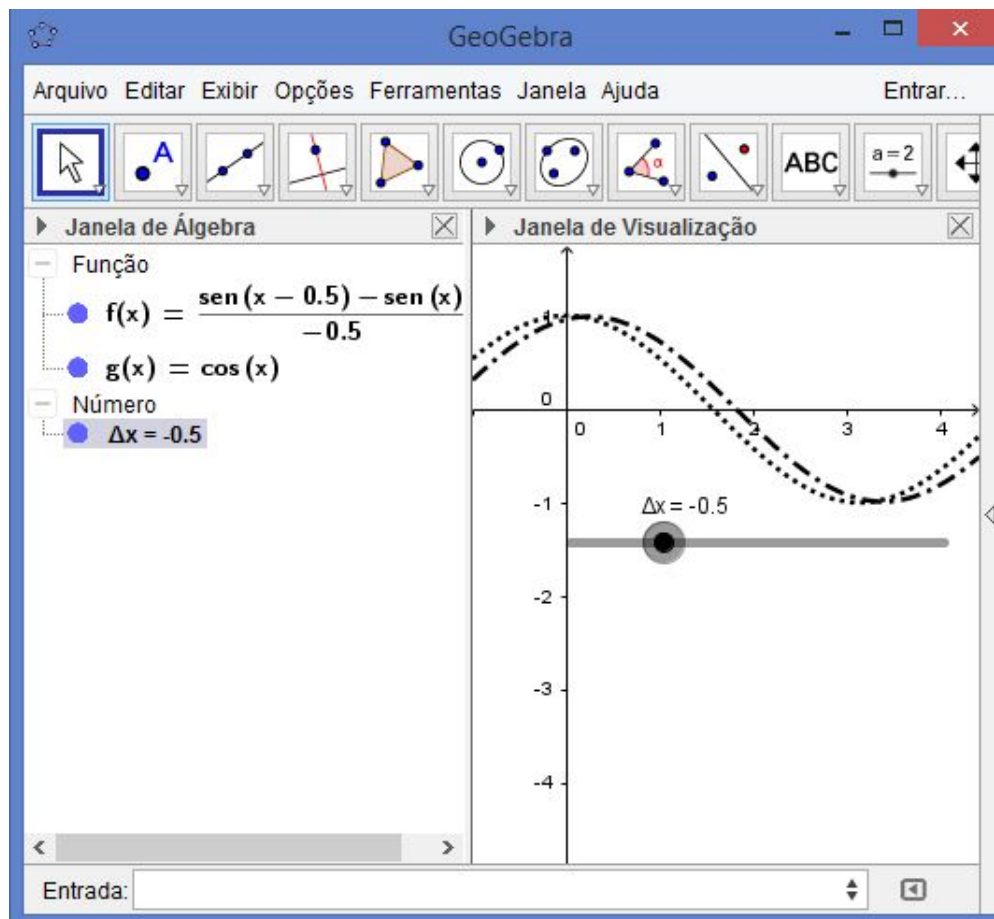 GeoGebra
Arquivo Editar Exibir Opções Ferramentas Janela Ajuda Entrar...
A
α
ABC
a = 2
Janela de Álgebra
Função
f(x) = (sen (x − 0.5) − sen (x)) / −0.5
g(x) = cos (x)
Número
Δx = -0.5
Janela de Visualização
1
0
0 1 2 3 4
-1
Δx = -0.5
-2
-3
-4
Entrada: